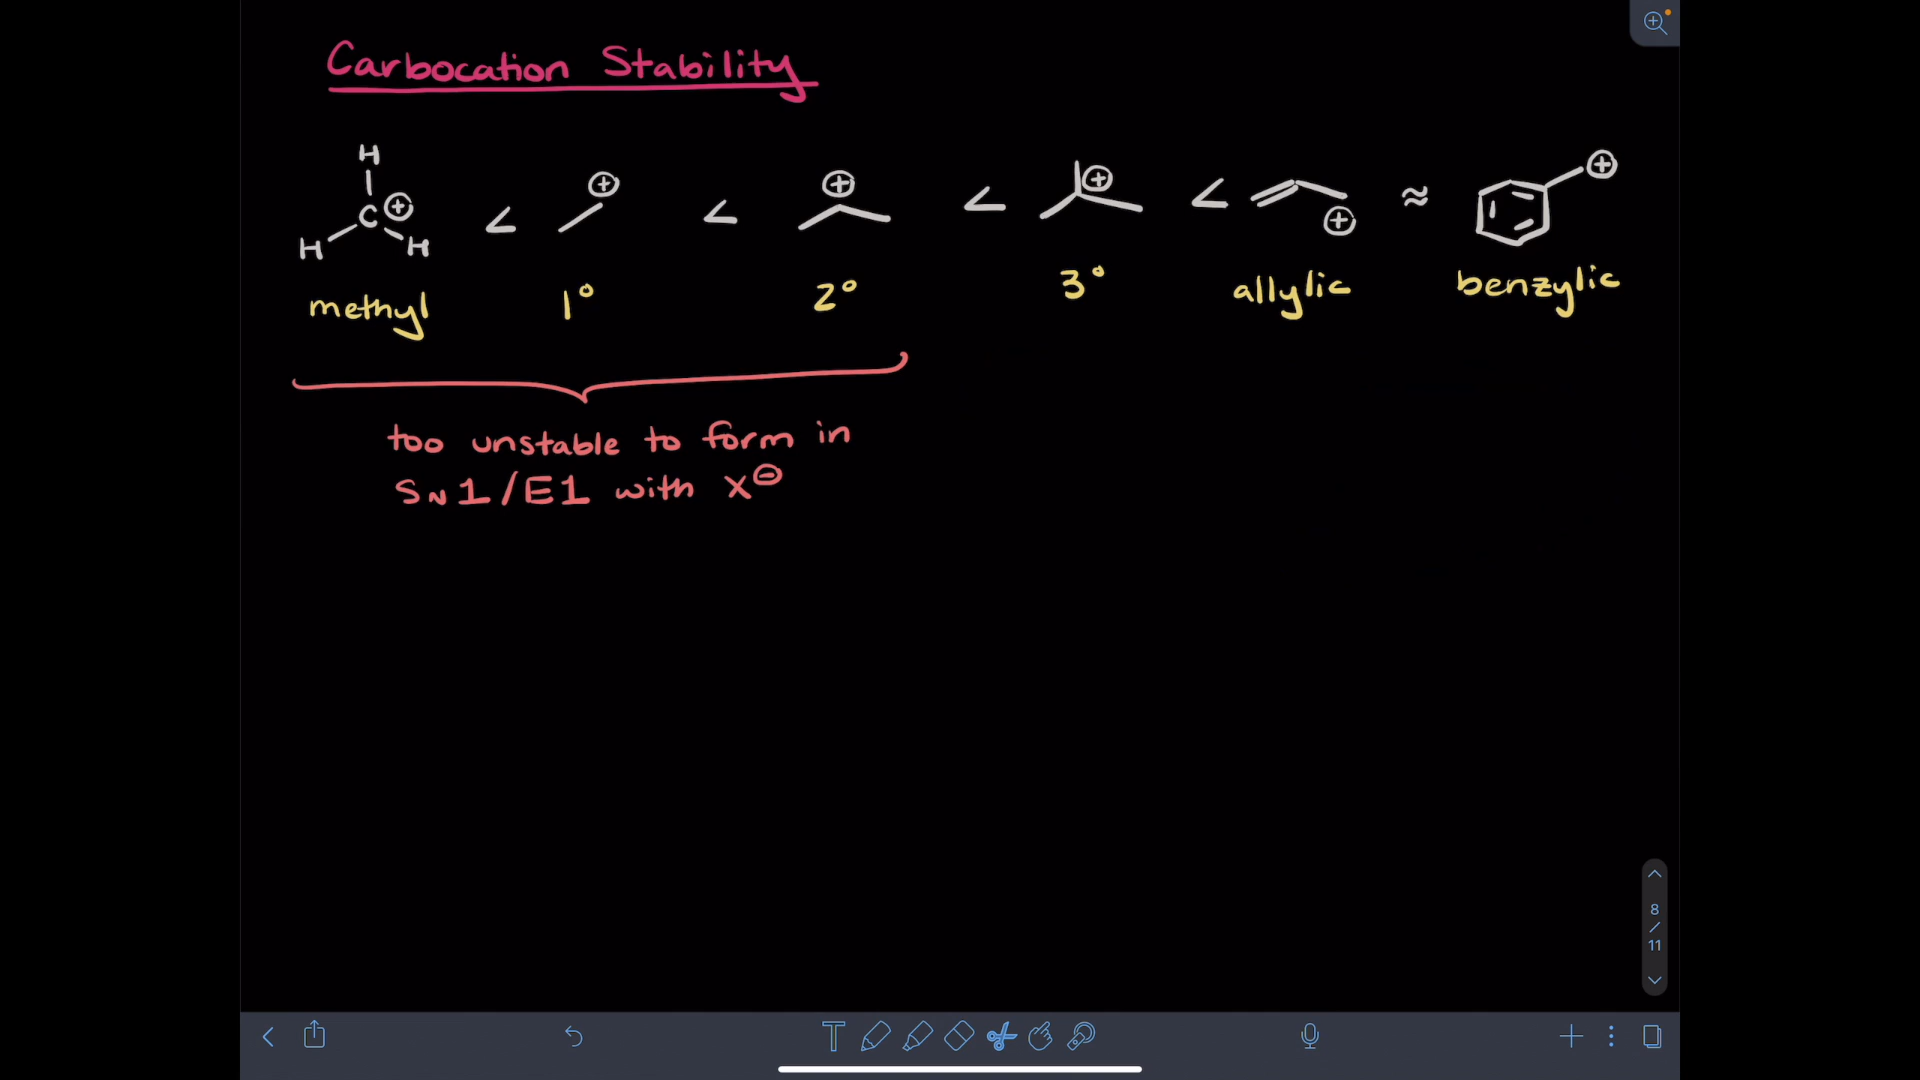 Carbocation Stability
H
C ⊕
H H
< ⊕ < ⊕ < ⊕ < ⊕ ≈ ⊕
methyl 1° 2° 3° allylic benzylic
too unstable to form in
SN1/E1 with X⊖
8
/
11
T